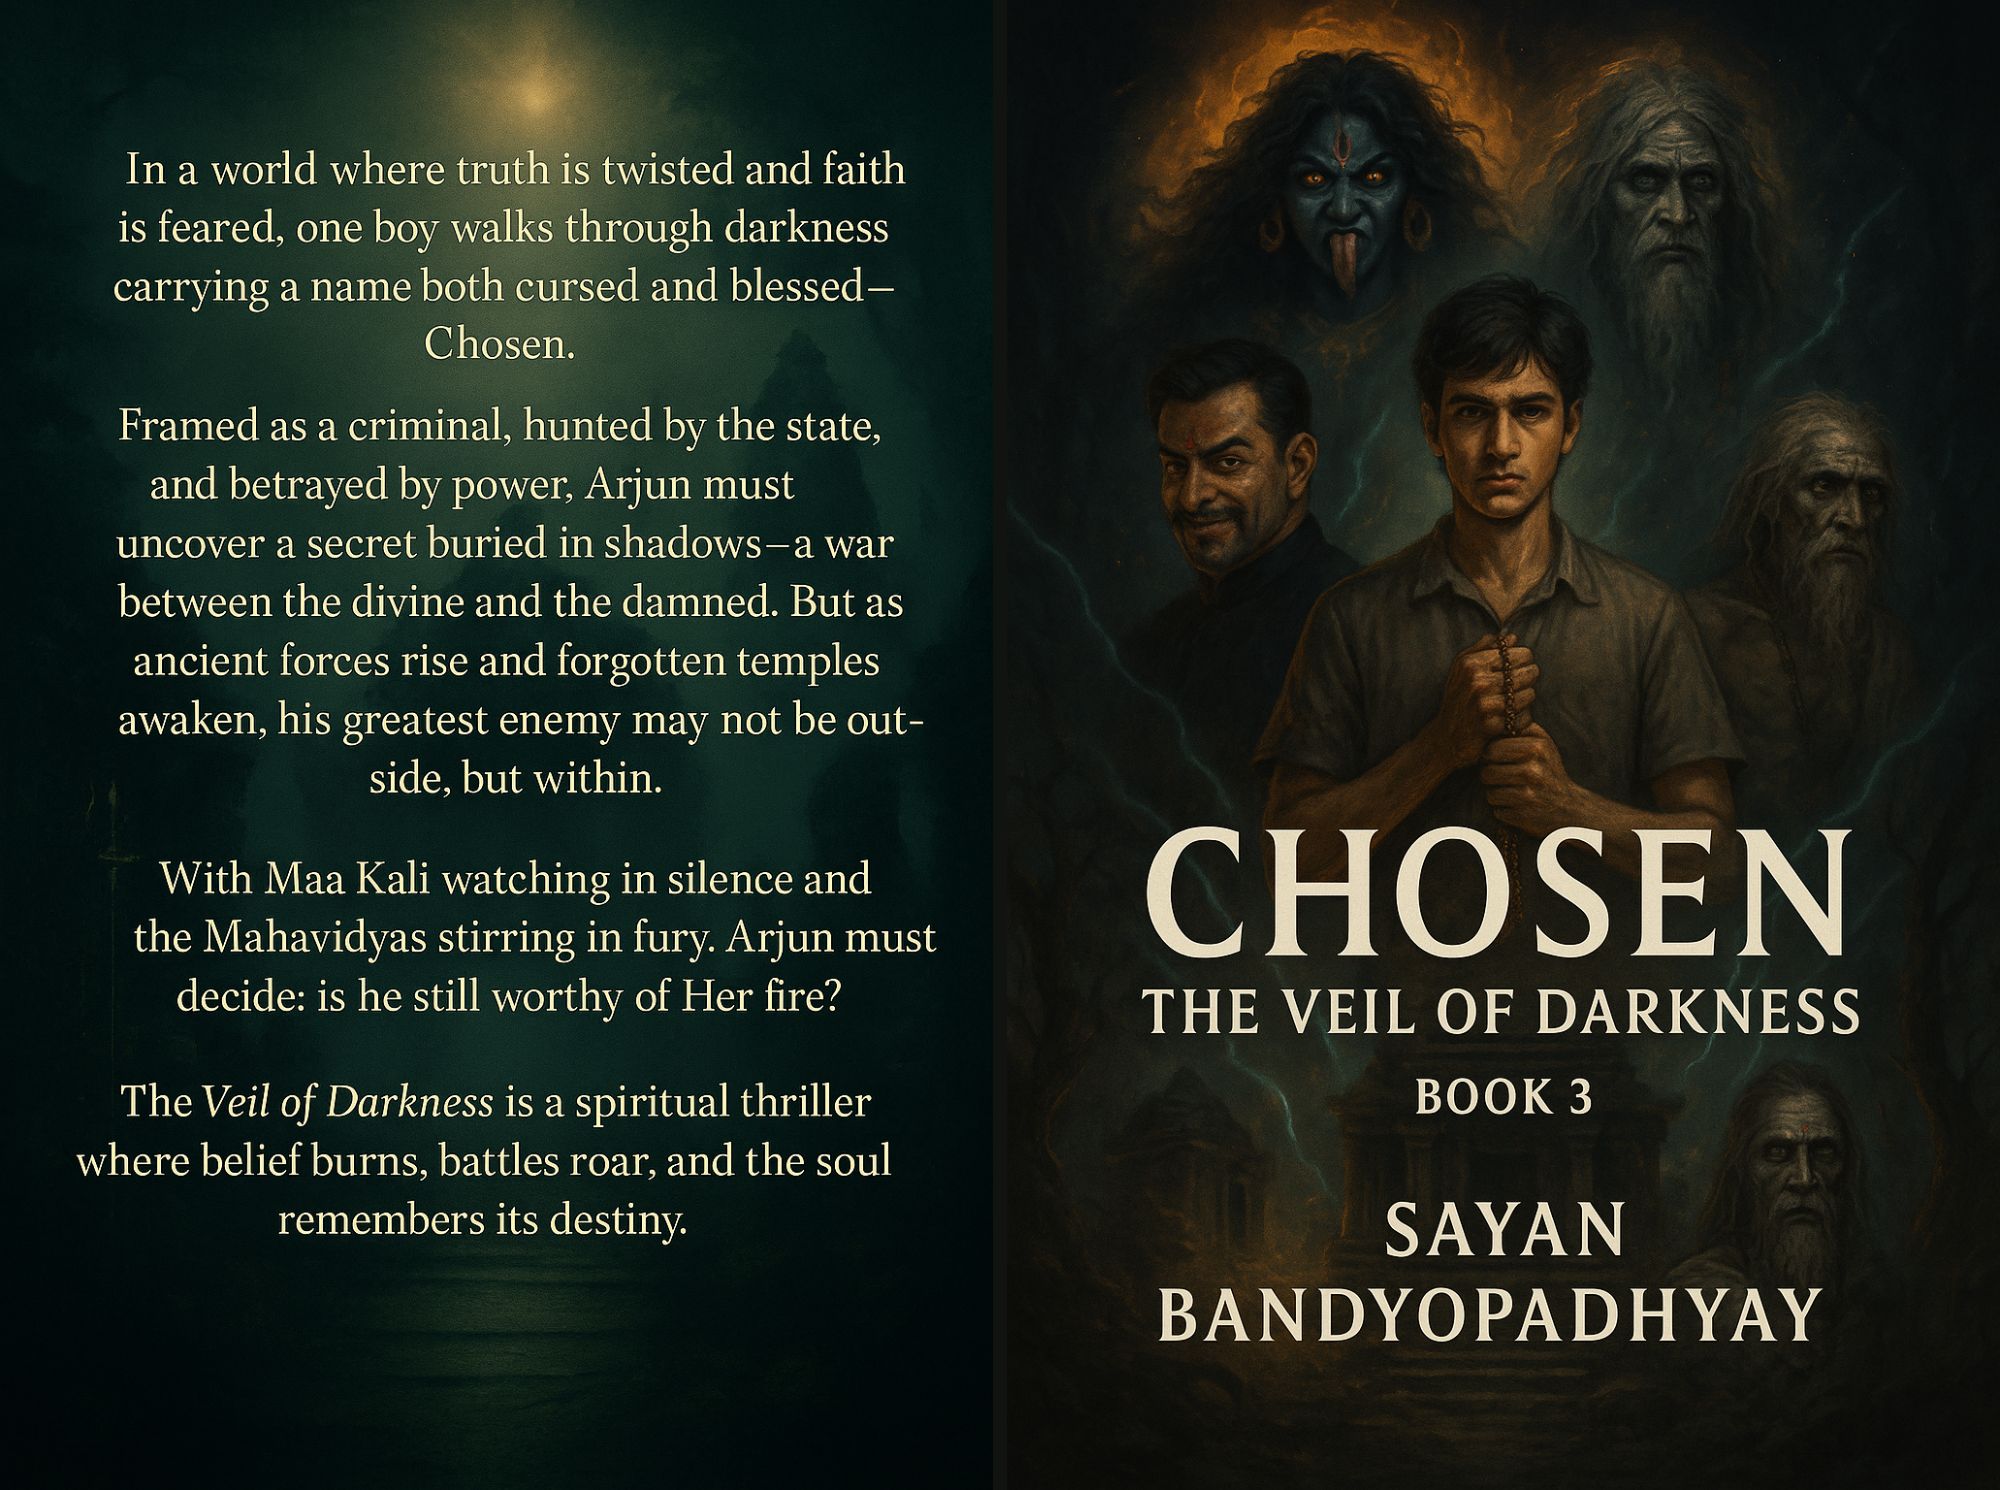 In a world where truth is twisted and faith
is feared, one boy walks through darkness
carrying a name both cursed and blessed—
Chosen.
Framed as a criminal, hunted by the state,
and betrayed by power, Arjun must
uncover a secret buried in shadows—a war
between the divine and the damned. But as
ancient forces rise and forgotten temples
awaken, his greatest enemy may not be out-
side, but within.
With Maa Kali watching in silence and
the Mahavidyas stirring in fury. Arjun must
decide: is he still worthy of Her fire?
The Veil of Darkness is a spiritual thriller
where belief burns, battles roar, and the soul
remembers its destiny.
CHOSEN
THE VEIL OF DARKNESS
BOOK 3
SAYAN
BANDYOPADHYAY